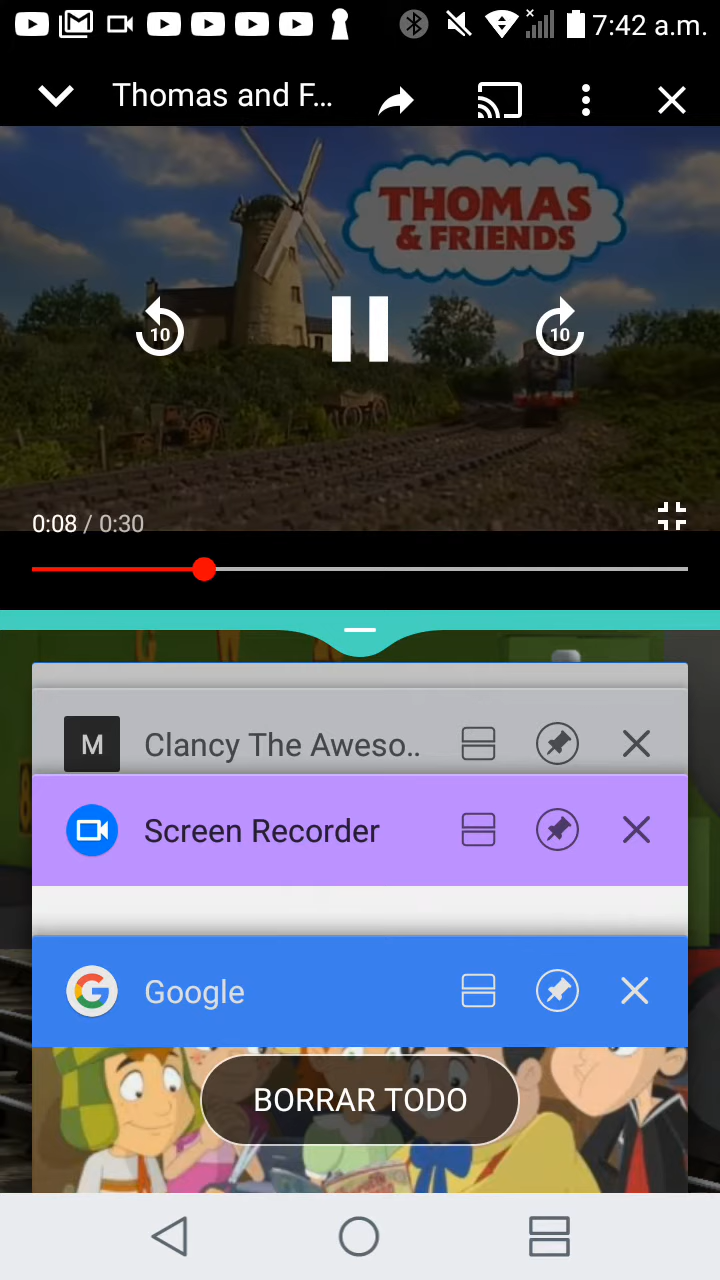 7:42 a.m.
Thomas and F...
THOMAS
& FRIENDS
10
10
0:08 / 0:30
M
Clancy The Aweso..
Screen Recorder
G
Google
BORRAR TODO